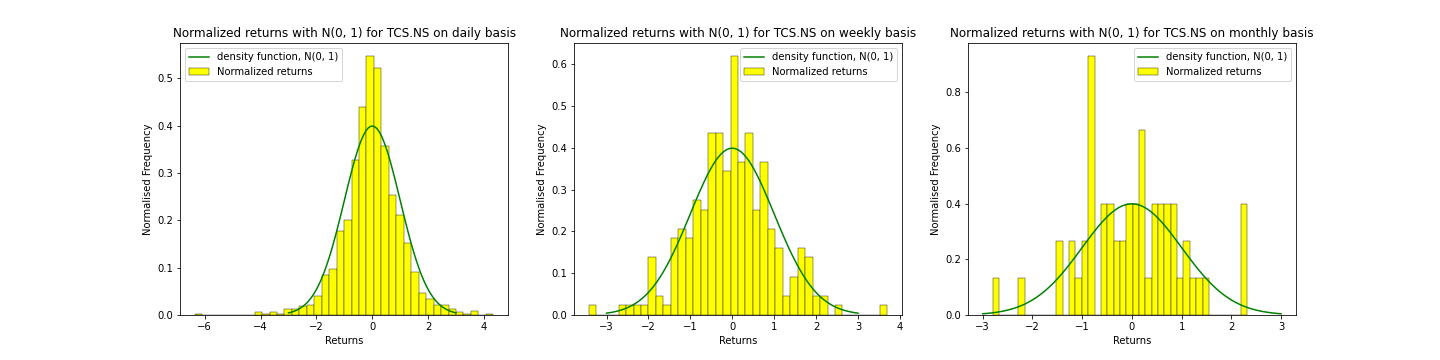 Normalized returns with N(0, 1) for TCS.NS on daily basis
density function, N(0, 1)
Normalized returns
Normalised Frequency
0.5
0.4
0.3
0.2
0.1
0.0
−6
−4
−2
0
2
4
Returns
Normalized returns with N(0, 1) for TCS.NS on weekly basis
density function, N(0, 1)
Normalized returns
Normalised Frequency
0.6
0.5
0.4
0.3
0.2
0.1
0.0
−3
−2
−1
0
1
2
3
4
Returns
Normalized returns with N(0, 1) for TCS.NS on monthly basis
density function, N(0, 1)
Normalized returns
Normalised Frequency
0.8
0.6
0.4
0.2
0.0
−3
−2
−1
0
1
2
3
Returns